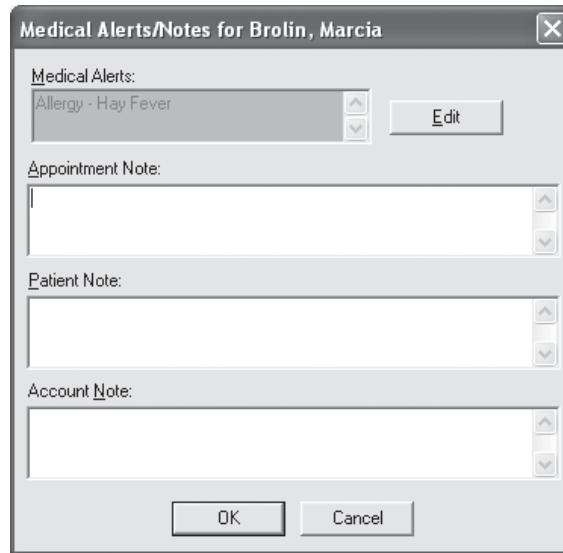 Medical Alerts/Notes for Brolin, Marcia
Medical Alerts:
Allergy - Hay Fever
Edit
Appointment Note:
Patient Note:
Account Note:
OK Cancel